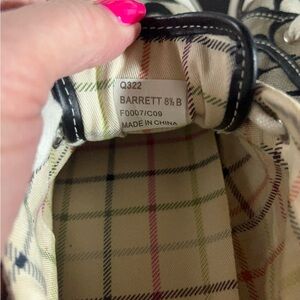 Q322
BARRETT 8½ B
F0007/C09
MADE IN CHINA